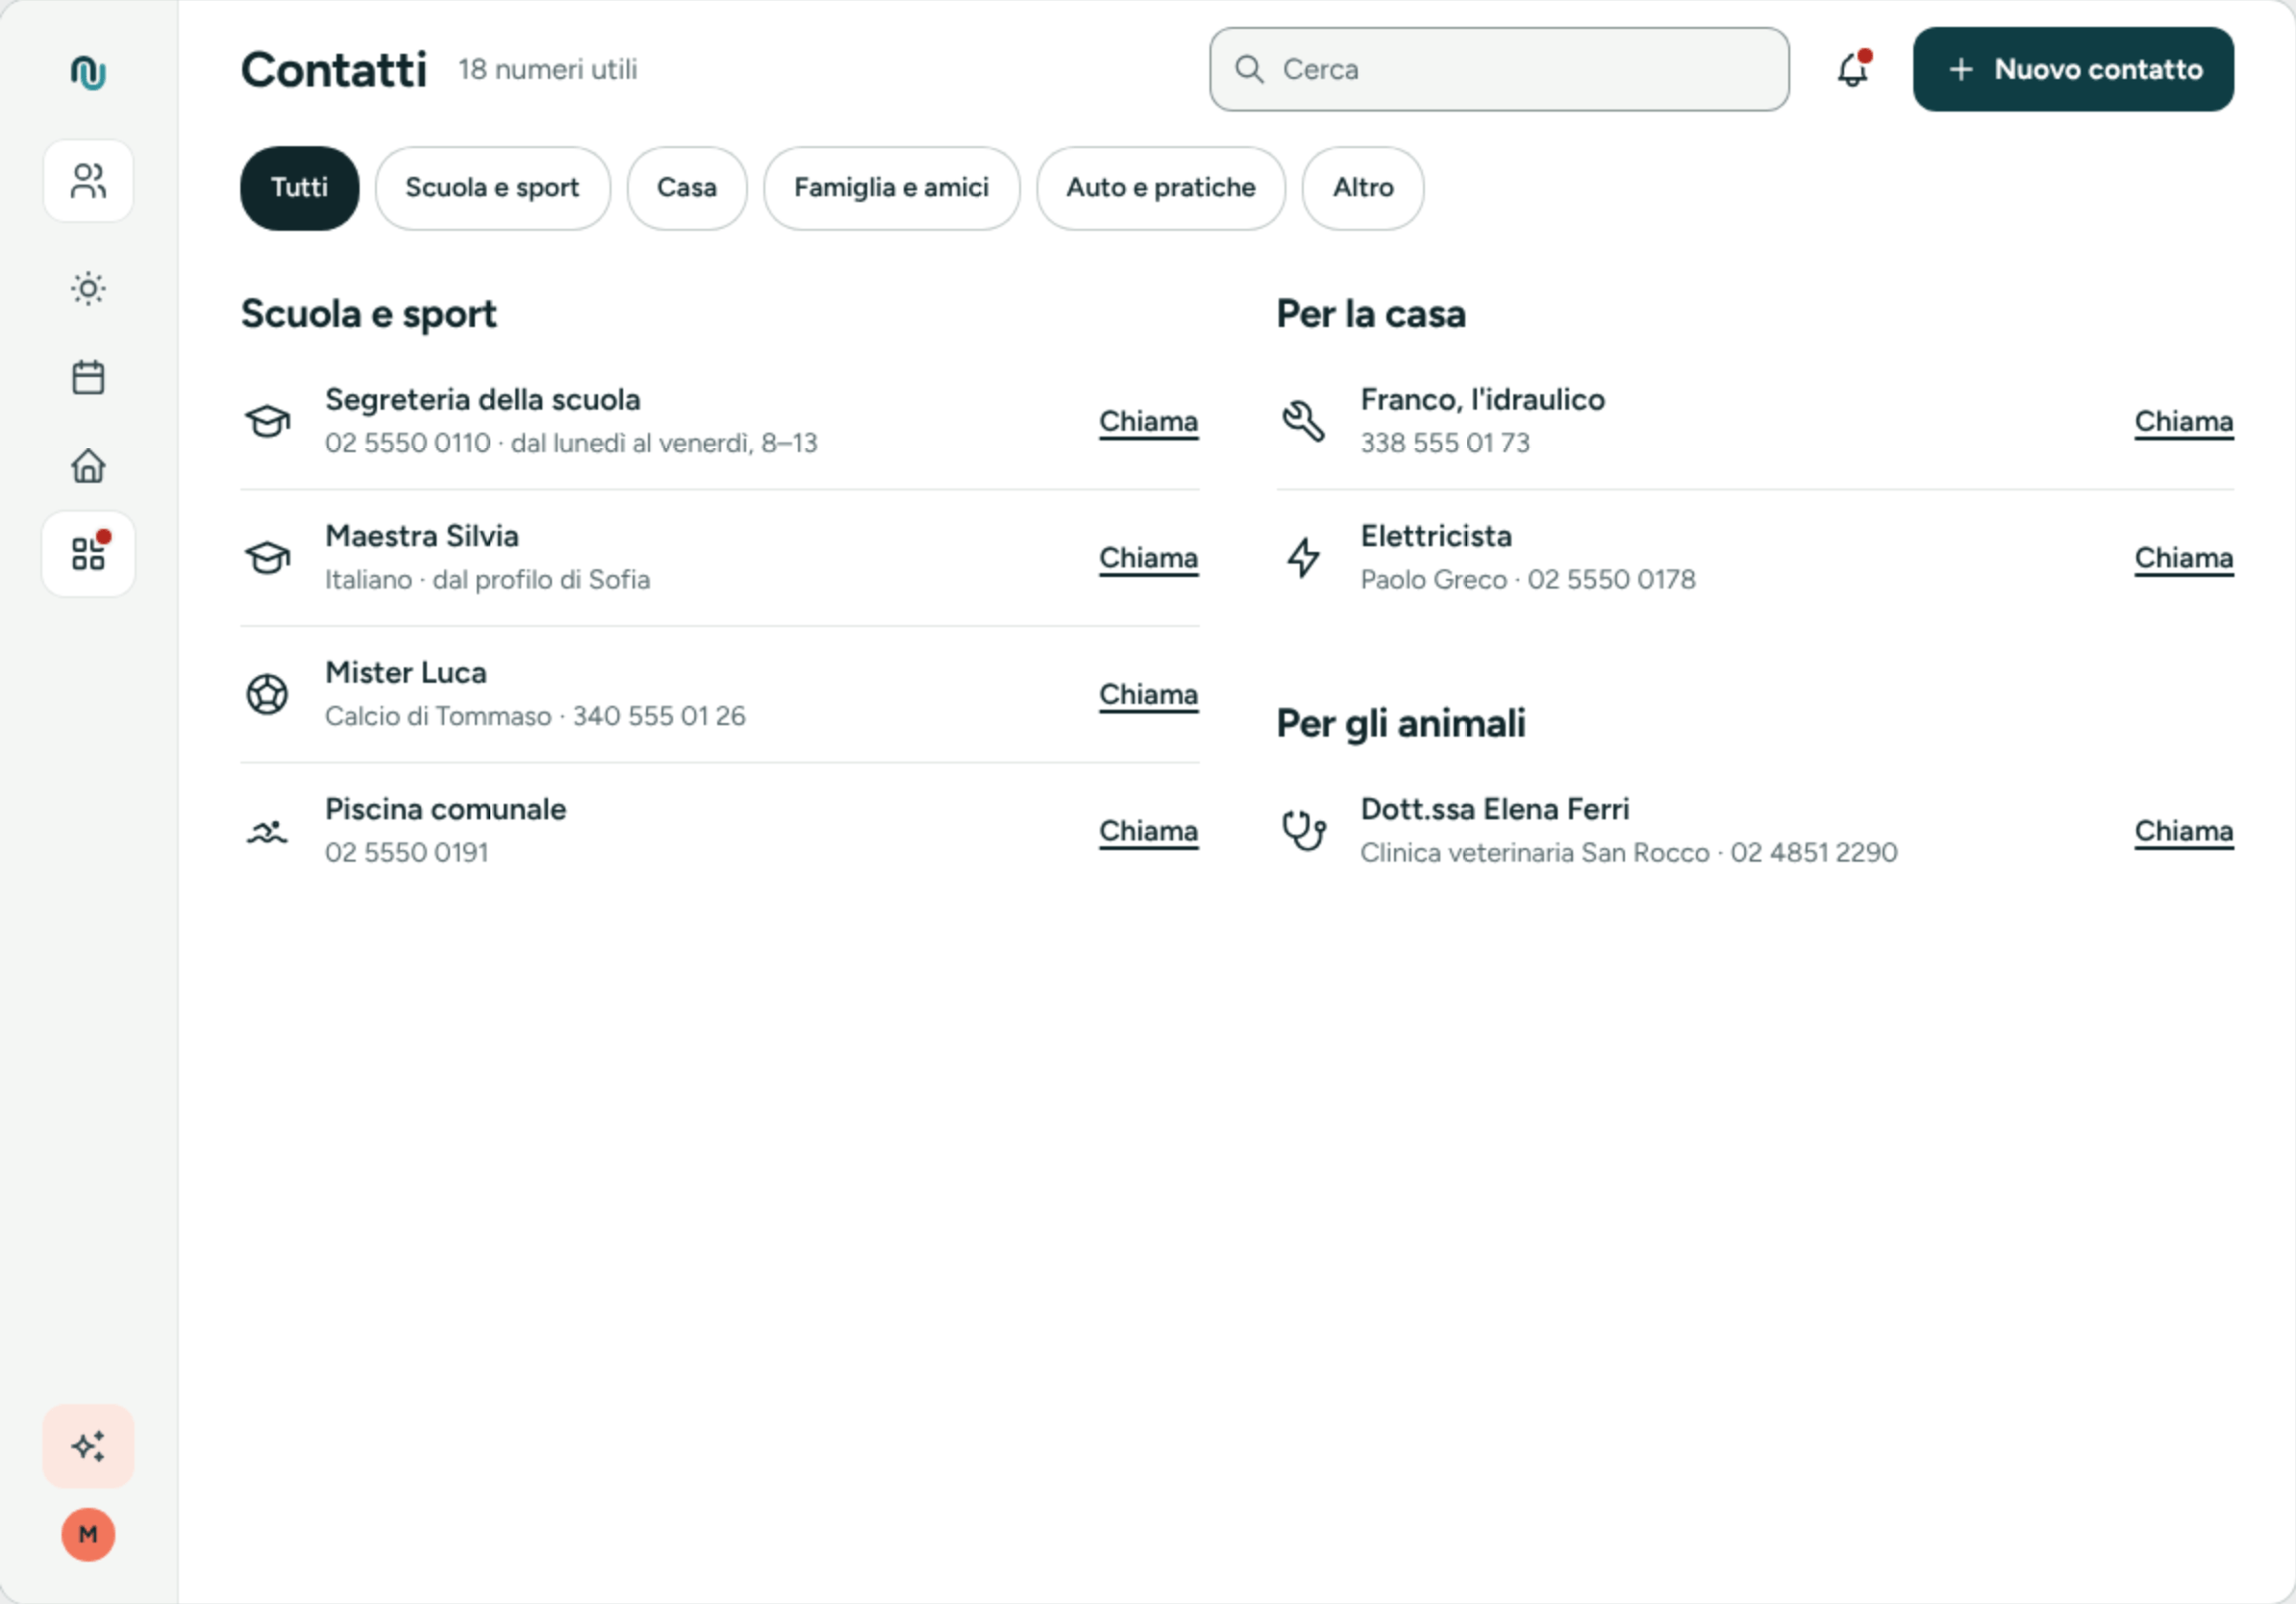 Contatti
18 numeri utili
Cerca
Nuovo contatto
Tutti
Scuola e sport
Casa
Famiglia e amici
Auto e pratiche
Altro
Scuola e sport
Segreteria della scuola
02 5550 0110 · dal lunedì al venerdì, 8–13
Chiama
Maestra Silvia
Italiano · dal profilo di Sofia
Chiama
Mister Luca
Calcio di Tommaso · 340 555 01 26
Chiama
Piscina comunale
02 5550 0191
Chiama
Per la casa
Franco, l'idraulico
338 555 01 73
Chiama
Elettricista
Paolo Greco · 02 5550 0178
Chiama
Per gli animali
Dott.ssa Elena Ferri
Clinica veterinaria San Rocco · 02 4851 2290
Chiama
M